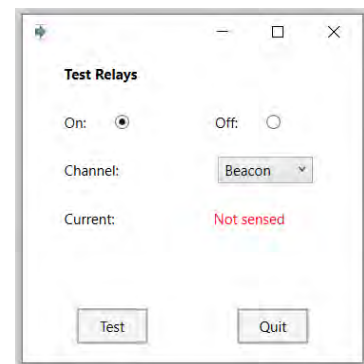 Test Relays
On: Off:
Channel: Beacon
Current: Not sensed
Test Quit